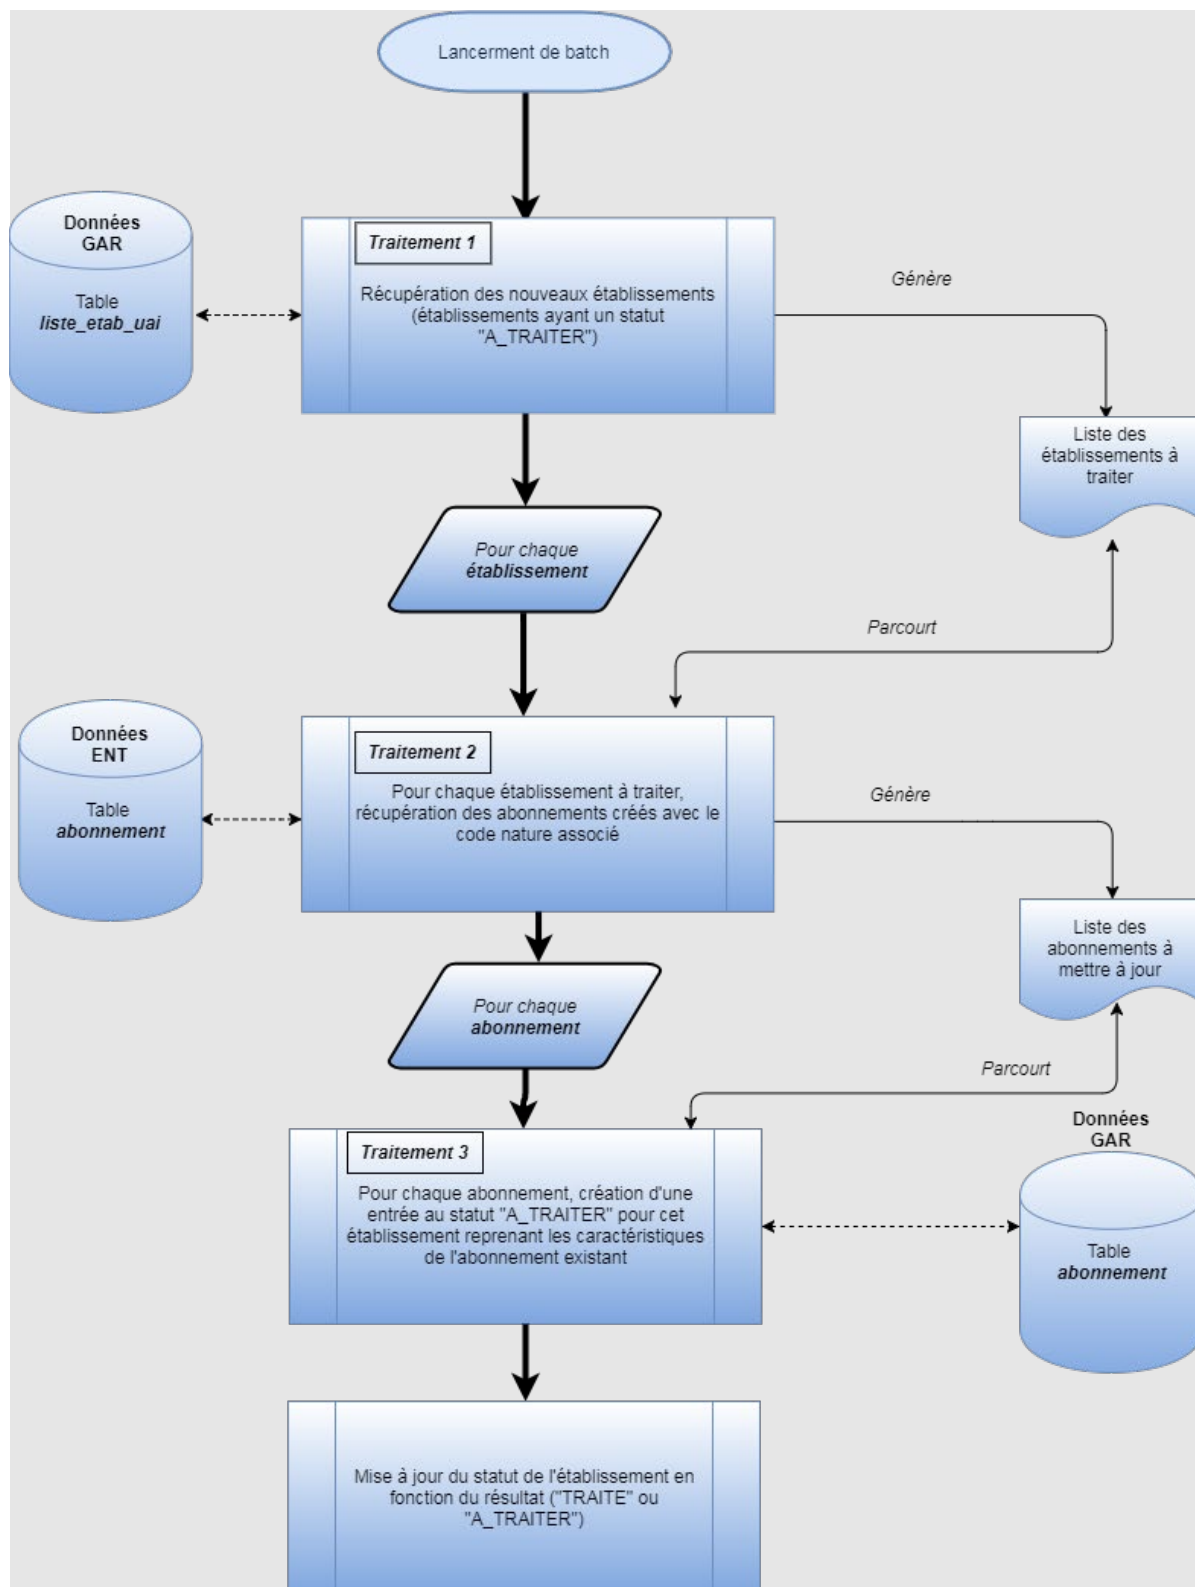 Lancerment de batch
Données
GAR
Table
liste_etab_uai
Traitement 1
Récupération des nouveaux établissements
(établissements ayant un statut
"A_TRAITER")
Génère
Liste des
établissements à
traiter
Pour chaque
établissement
Parcourt
Données
ENT
Table
abonnement
Traitement 2
Pour chaque établissement à traiter,
récupération des abonnements créés avec le
code nature associé
Génère
Liste des
abonnements à
mettre à jour
Pour chaque
abonnement
Parcourt
Données
GAR
Table
abonnement
Traitement 3
Pour chaque abonnement, création d'une
entrée au statut "A_TRAITER" pour cet
établissement reprenant les caractéristiques
de l'abonnement existant
Mise à jour du statut de l'établissement en
fonction du résultat ("TRAITE" ou
"A_TRAITER")